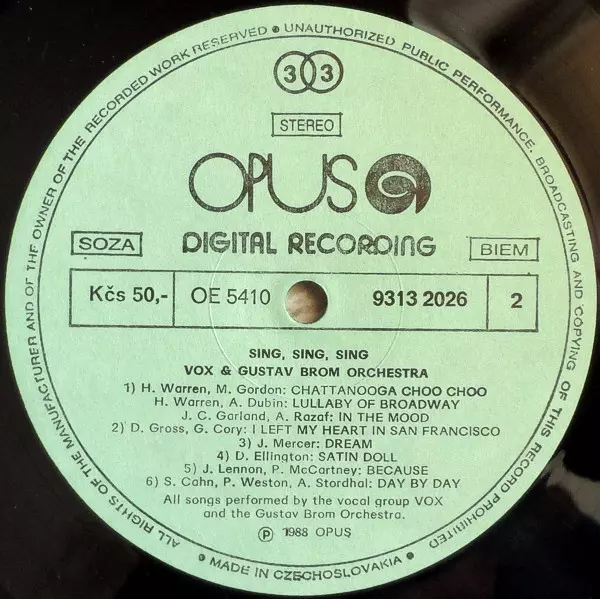 ALL RIGHTS OF THE MANUFACTURER AND OF THE OWNER OF THE RECORDED WORK RESERVED • UNAUTHORIZED PUBLIC PERFORMANCE, BROADCASTING AND COPYING OF THIS RECORD PROHIBITED
33
STEREO
OPUS
SOZA DIGITAL RECORDING BIEM
Kčs 50,- OE 5410 9313 2026 2
SING, SING, SING
VOX & GUSTAV BROM ORCHESTRA
1) H. Warren, M. Gordon: CHATTANOOGA CHOO CHOO
H. Warren, A. Dubin: LULLABY OF BROADWAY
J. C. Garland, A. Razaf: IN THE MOOD
2) D. Gross, G. Cory: I LEFT MY HEART IN SAN FRANCISCO
3) J. Mercer: DREAM
4) D. Ellington: SATIN DOLL
5) J. Lennon, P. McCartney: BECAUSE
6) S. Cahn, P. Weston, A. Stordhal: DAY BY DAY
All songs performed by the vocal group VOX
and the Gustav Brom Orchestra.
Ⓟ 1988 OPUS
• MADE IN CZECHOSLOVAKIA •